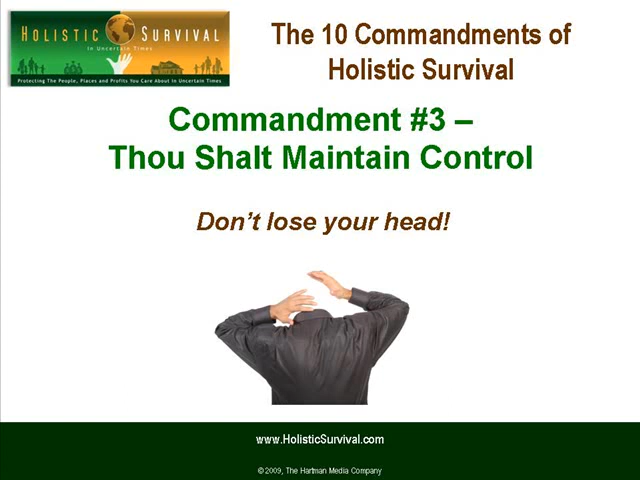 HOLISTIC SURVIVAL
In Uncertain Times
Protecting The People, Places and Profits You Care About In Uncertain Times
The 10 Commandments of
Holistic Survival
Commandment #3 –
Thou Shalt Maintain Control
Don't lose your head!
www.HolisticSurvival.com
© 2009, The Hartman Media Company